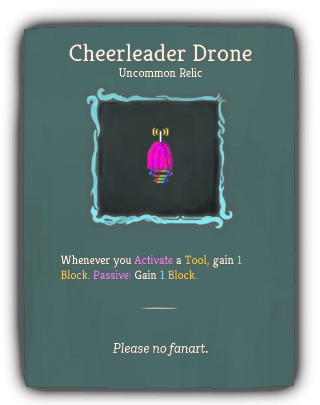 Cheerleader Drone
Uncommon Relic
Whenever you Activate a Tool, gain 1
Block. Passive: Gain 1 Block.
Please no fanart.